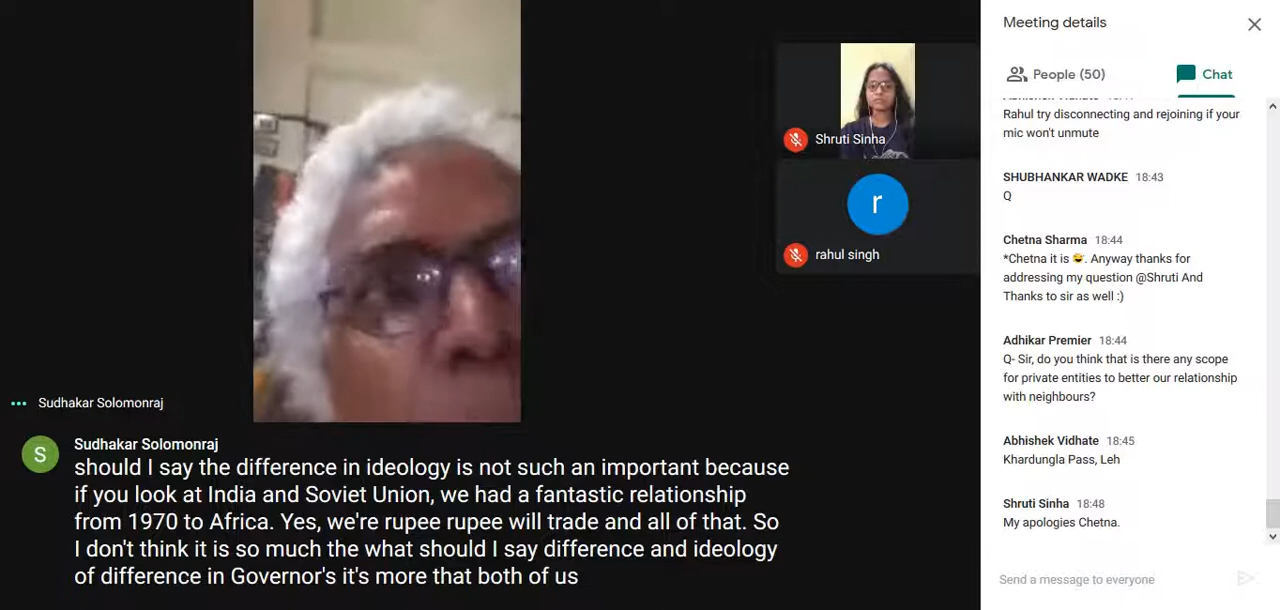 Shruti Sinha
r
rahul singh
Sudhakar Solomonraj
S
Sudhakar Solomonraj
should I say the difference in ideology is not such an important because
if you look at India and Soviet Union, we had a fantastic relationship
from 1970 to Africa. Yes, we're rupee rupee will trade and all of that. So
I don't think it is so much the what should I say difference and ideology
of difference in Governor's it's more that both of us
Meeting details
People (50)
Chat
Rahul try disconnecting and rejoining if your
mic won't unmute
SHUBHANKAR WADKE 18:43
Q
Chetna Sharma 18:44
*Chetna it is 😅. Anyway thanks for
addressing my question @Shruti And
Thanks to sir as well :)
Adhikar Premier 18:44
Q- Sir, do you think that is there any scope
for private entities to better our relationship
with neighbours?
Abhishek Vidhate 18:45
Khardungla Pass, Leh
Shruti Sinha 18:48
My apologies Chetna.
Send a message to everyone